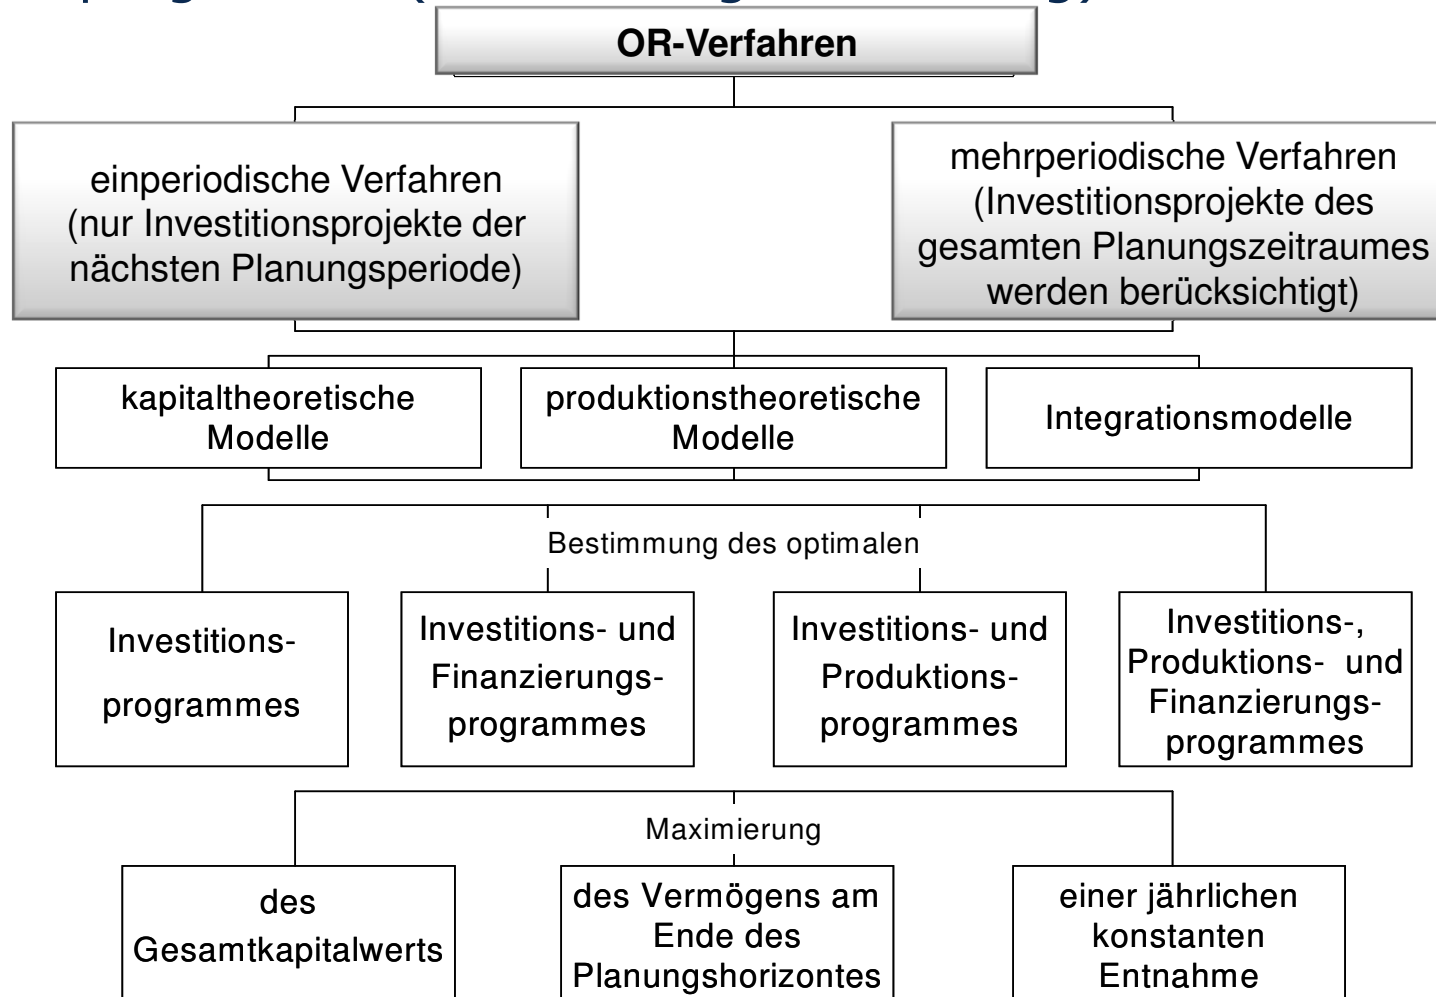 OR-Verfahren
einperiodische Verfahren
(nur Investitionsprojekte der
nächsten Planungsperiode)
mehrperiodische Verfahren
(Investitionsprojekte des
gesamten Planungszeitraumes
werden berücksichtigt)
kapitaltheoretische
Modelle
produktionstheoretische
Modelle
Integrationsmodelle
Bestimmung des optimalen
Investitions-
programmes
Investitions- und
Finanzierungs-
programmes
Investitions- und
Produktions-
programmes
Investitions-,
Produktions- und
Finanzierungs-
programmes
Maximierung
des
Gesamtkapitalwerts
des Vermögens am
Ende des
Planungshorizontes
einer jährlichen
konstanten
Entnahme